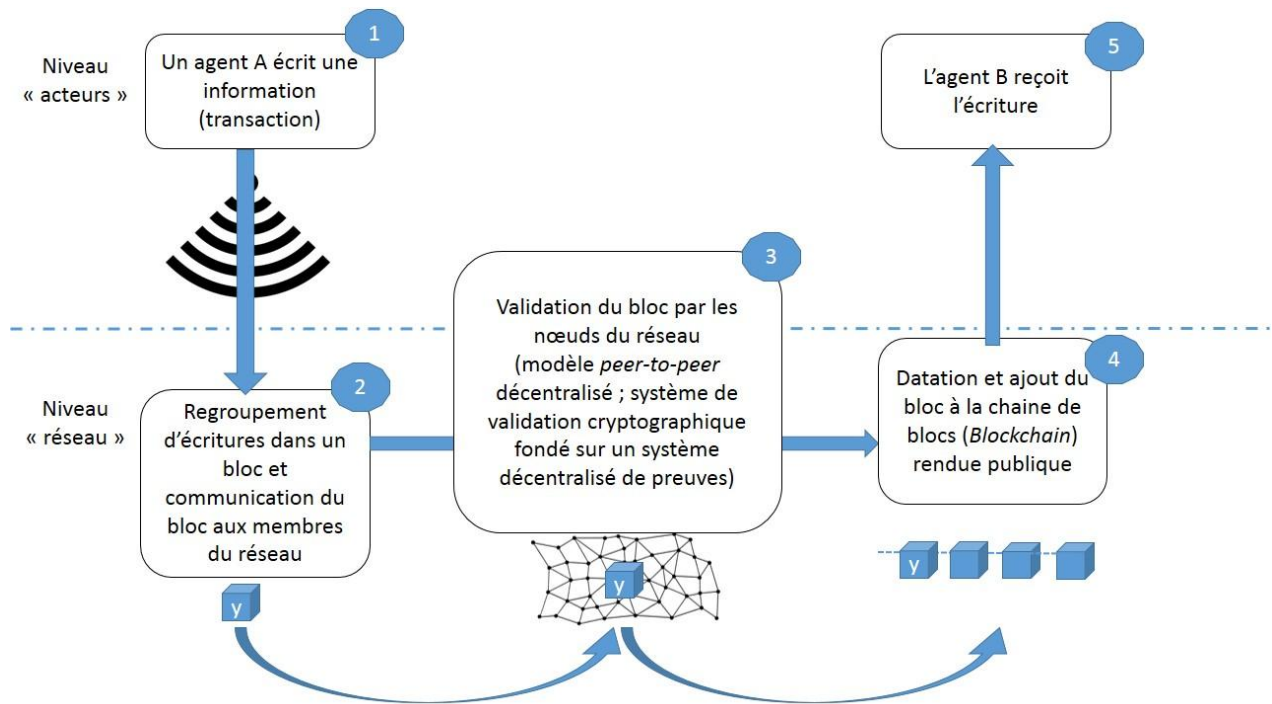 Niveau
« acteurs »
1
Un agent A écrit une
information
(transaction)
5
L’agent B reçoit
l’écriture
Niveau
« réseau »
2
Regroupement
d’écritures dans un
bloc et
communication du
bloc aux membres
du réseau
3
Validation du bloc par les
nœuds du réseau
(modèle peer-to-peer
décentralisé ; système de
validation cryptographique
fondé sur un système
décentralisé de preuves)
4
Datation et ajout du
bloc à la chaine de
blocs (Blockchain)
rendue publique
y
y
y